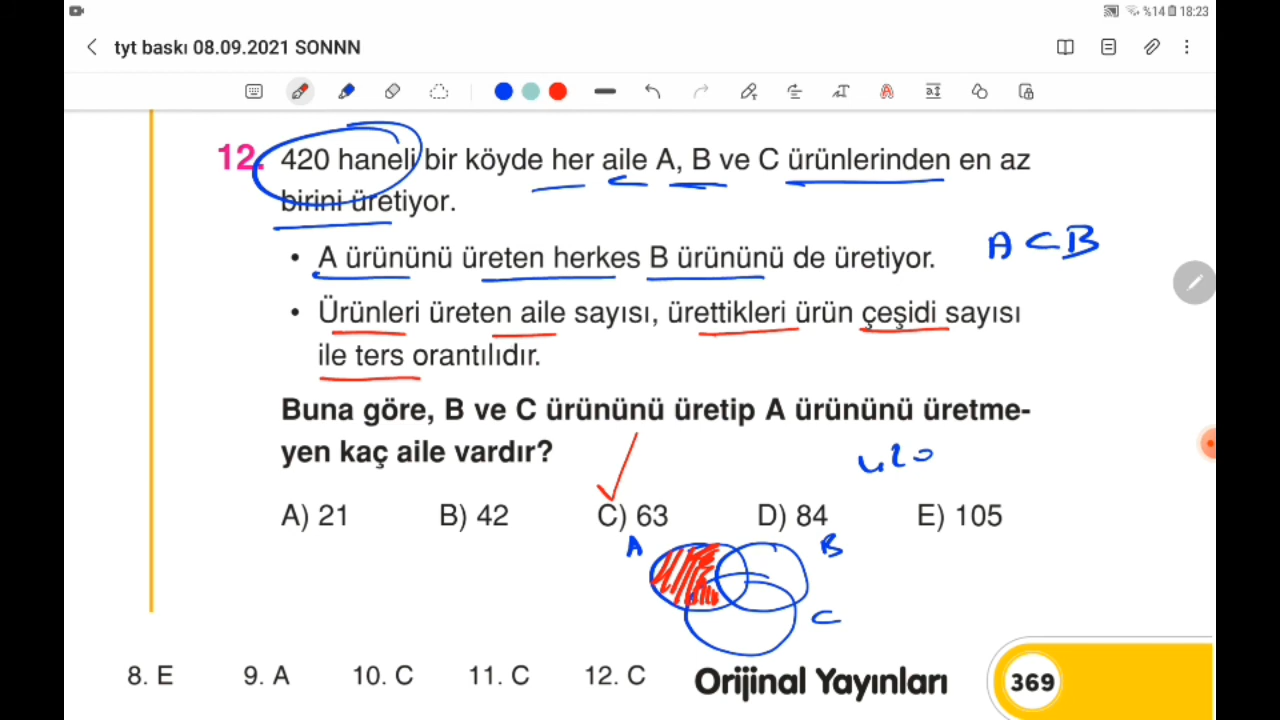 %14 18:23
tyt baskı 08.09.2021 SONNN
12. 420 haneli bir köyde her aile A, B ve C ürünlerinden en az
birini üretiyor.
• A ürününü üreten herkes B ürününü de üretiyor.
A ⊂ B
• Ürünleri üreten aile sayısı, ürettikleri ürün çeşidi sayısı
ile ters orantılıdır.
Buna göre, B ve C ürününü üretip A ürününü üretme-
yen kaç aile vardır?
420
A) 21 B) 42 C) 63 D) 84 E) 105
A B
C
8. E 9. A 10. C 11. C 12. C Orijinal Yayınları 369